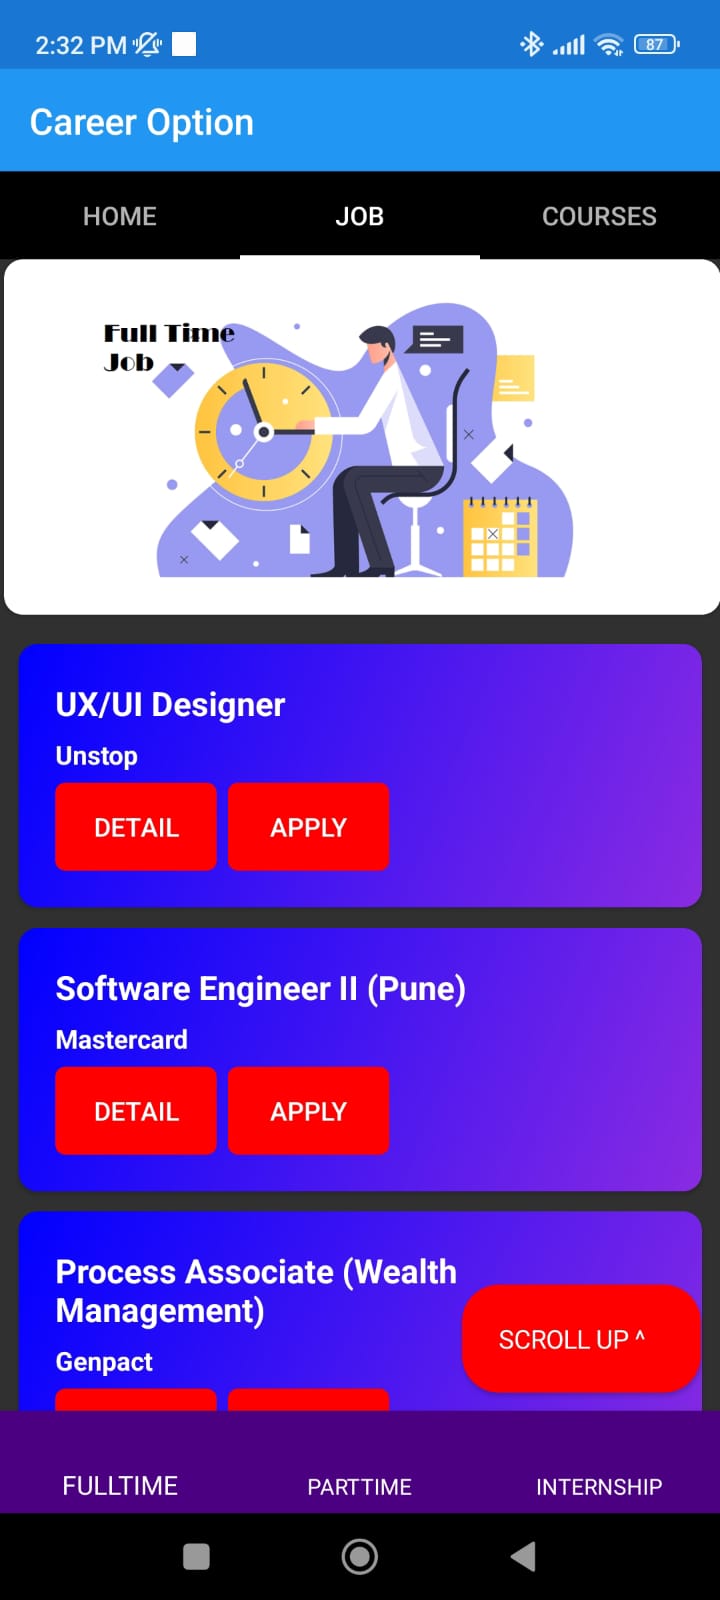 2:32 PM
87
Career Option
HOME
JOB
COURSES
Full Time
Job
UX/UI Designer
Unstop
DETAIL
APPLY
Software Engineer II (Pune)
Mastercard
DETAIL
APPLY
Process Associate (Wealth
Management)
Genpact
SCROLL UP ^
FULLTIME
PARTTIME
INTERNSHIP